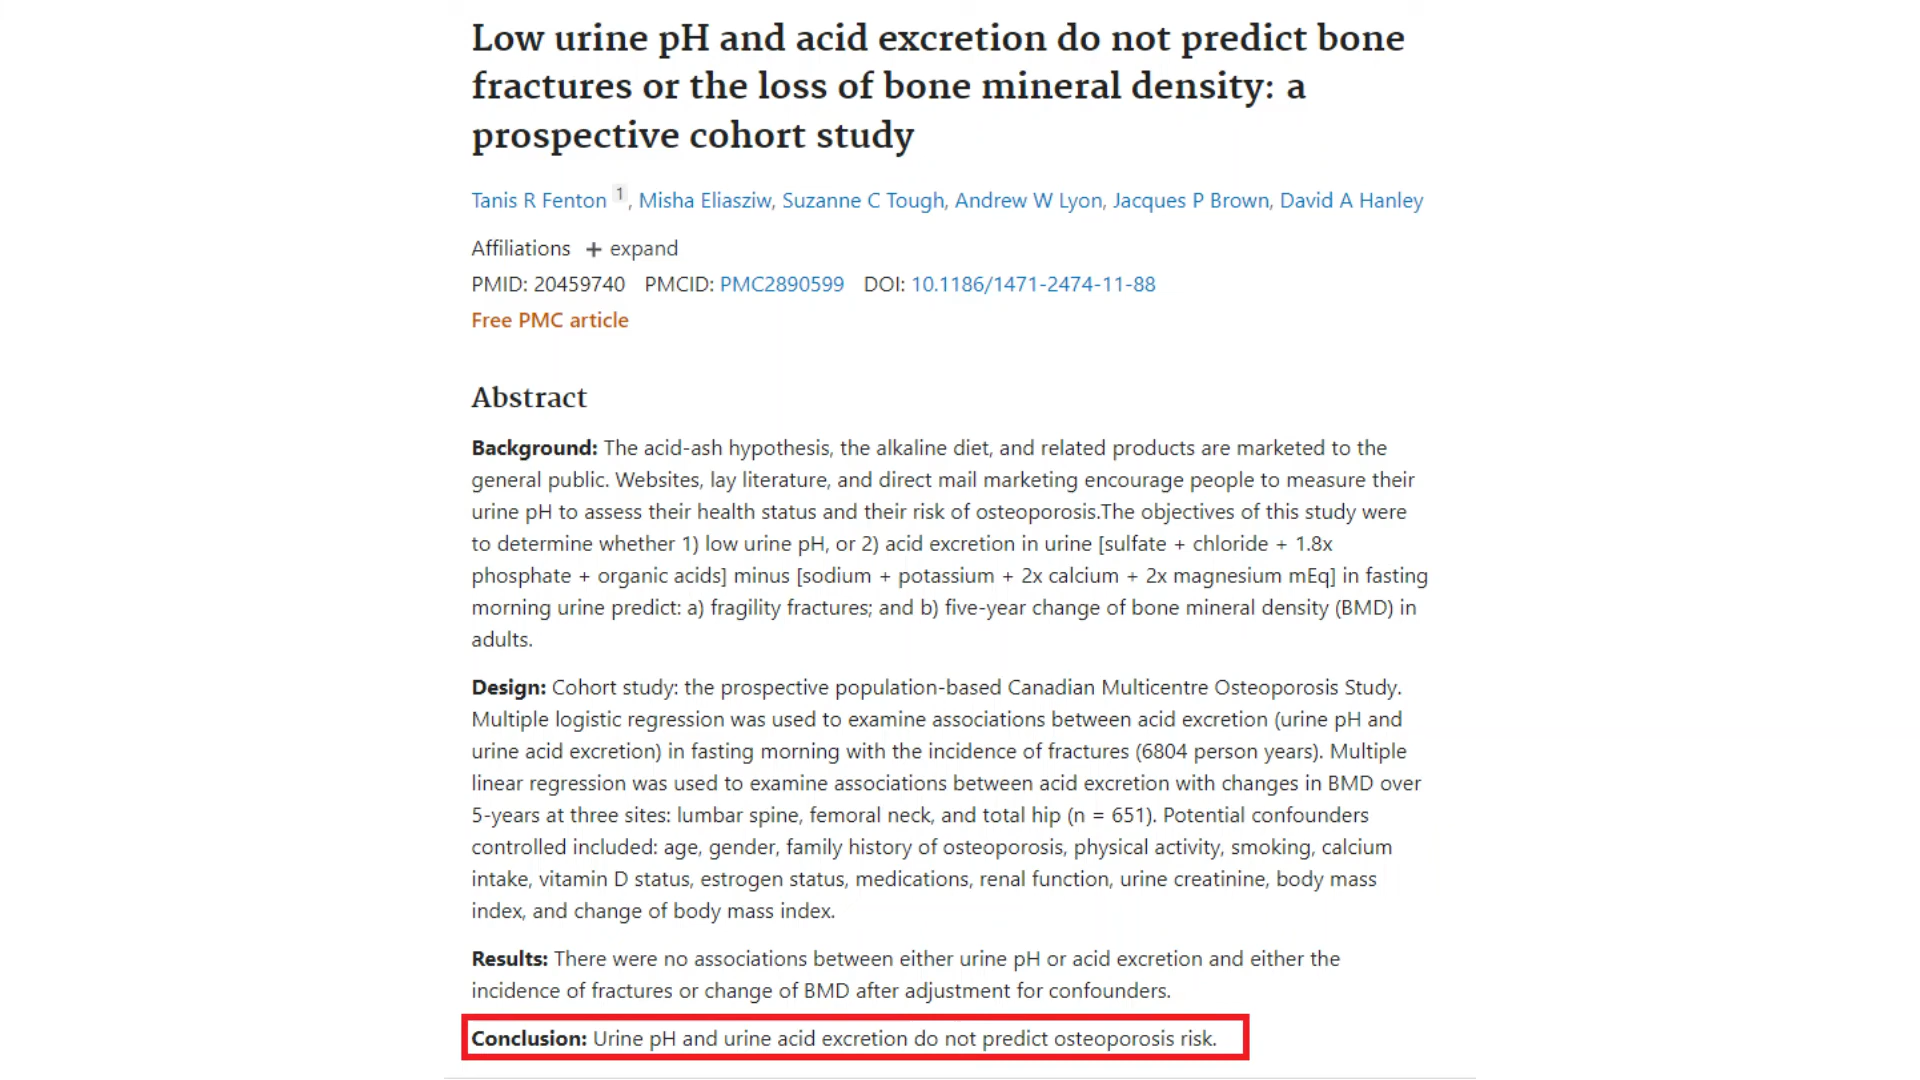 Low urine pH and acid excretion do not predict bone
fractures or the loss of bone mineral density: a
prospective cohort study
Tanis R Fenton 1, Misha Eliasziw, Suzanne C Tough, Andrew W Lyon, Jacques P Brown, David A Hanley
Affiliations + expand
PMID: 20459740 PMCID: PMC2890599 DOI: 10.1186/1471-2474-11-88
Free PMC article
Abstract
Background: The acid-ash hypothesis, the alkaline diet, and related products are marketed to the
general public. Websites, lay literature, and direct mail marketing encourage people to measure their
urine pH to assess their health status and their risk of osteoporosis.The objectives of this study were
to determine whether 1) low urine pH, or 2) acid excretion in urine [sulfate + chloride + 1.8x
phosphate + organic acids] minus [sodium + potassium + 2x calcium + 2x magnesium mEq] in fasting
morning urine predict: a) fragility fractures; and b) five-year change of bone mineral density (BMD) in
adults.
Design: Cohort study: the prospective population-based Canadian Multicentre Osteoporosis Study.
Multiple logistic regression was used to examine associations between acid excretion (urine pH and
urine acid excretion) in fasting morning with the incidence of fractures (6804 person years). Multiple
linear regression was used to examine associations between acid excretion with changes in BMD over
5-years at three sites: lumbar spine, femoral neck, and total hip (n = 651). Potential confounders
controlled included: age, gender, family history of osteoporosis, physical activity, smoking, calcium
intake, vitamin D status, estrogen status, medications, renal function, urine creatinine, body mass
index, and change of body mass index.
Results: There were no associations between either urine pH or acid excretion and either the
incidence of fractures or change of BMD after adjustment for confounders.
Conclusion: Urine pH and urine acid excretion do not predict osteoporosis risk.